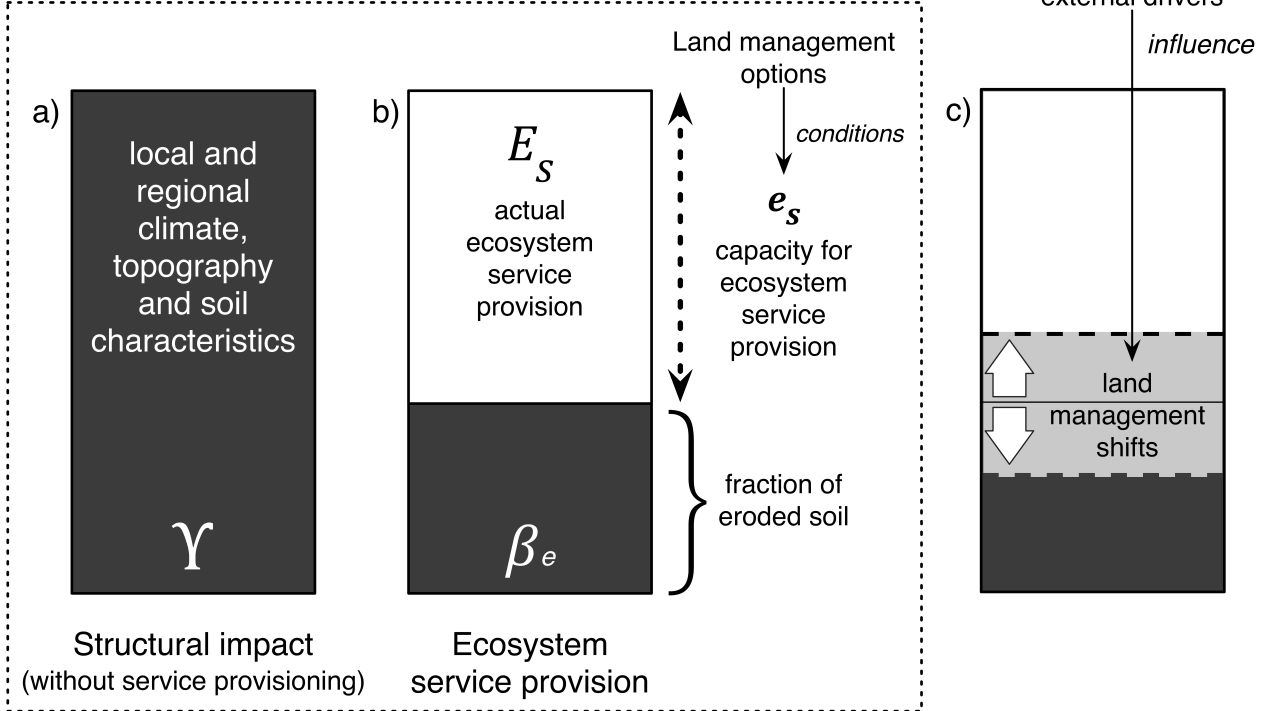 external drivers
influence
Land management
options
conditions
a)
local and
regional
climate,
topography
and soil
characteristics
ϒ
Structural impact
(without service provisioning)
b)
E_s
actual
ecosystem
service
provision
β_e
Ecosystem
service provision
e_s
capacity for
ecosystem
service
provision
fraction of
eroded soil
c)
land
management
shifts